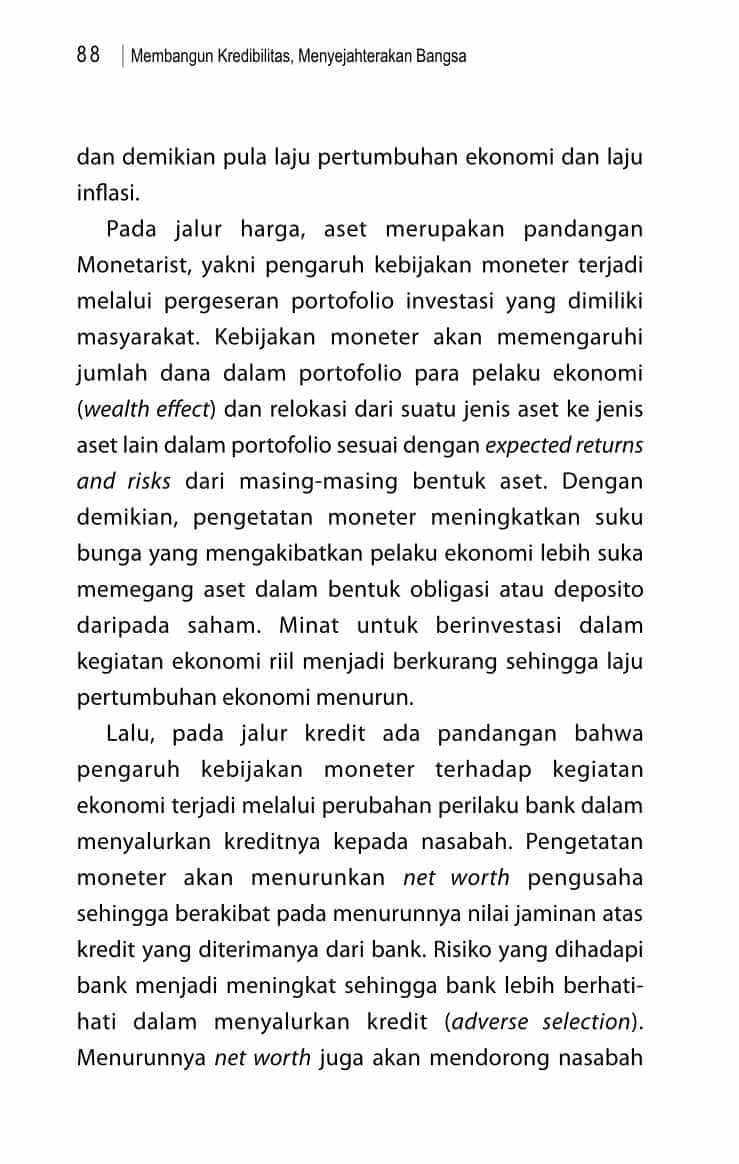 88 | Membangun Kredibilitas, Menyejahterakan Bangsa
dan demikian pula laju pertumbuhan ekonomi dan laju
inflasi.
Pada jalur harga, aset merupakan pandangan
Monetarist, yakni pengaruh kebijakan moneter terjadi
melalui pergeseran portofolio investasi yang dimiliki
masyarakat. Kebijakan moneter akan memengaruhi
jumlah dana dalam portofolio para pelaku ekonomi
(wealth effect) dan relokasi dari suatu jenis aset ke jenis
aset lain dalam portofolio sesuai dengan expected returns
and risks dari masing-masing bentuk aset. Dengan
demikian, pengetatan moneter meningkatkan suku
bunga yang mengakibatkan pelaku ekonomi lebih suka
memegang aset dalam bentuk obligasi atau deposito
daripada saham. Minat untuk berinvestasi dalam
kegiatan ekonomi riil menjadi berkurang sehingga laju
pertumbuhan ekonomi menurun.
Lalu, pada jalur kredit ada pandangan bahwa
pengaruh kebijakan moneter terhadap kegiatan
ekonomi terjadi melalui perubahan perilaku bank dalam
menyalurkan kreditnya kepada nasabah. Pengetatan
moneter akan menurunkan net worth pengusaha
sehingga berakibat pada menurunnya nilai jaminan atas
kredit yang diterimanya dari bank. Risiko yang dihadapi
bank menjadi meningkat sehingga bank lebih berhati-
hati dalam menyalurkan kredit (adverse selection).
Menurunnya net worth juga akan mendorong nasabah